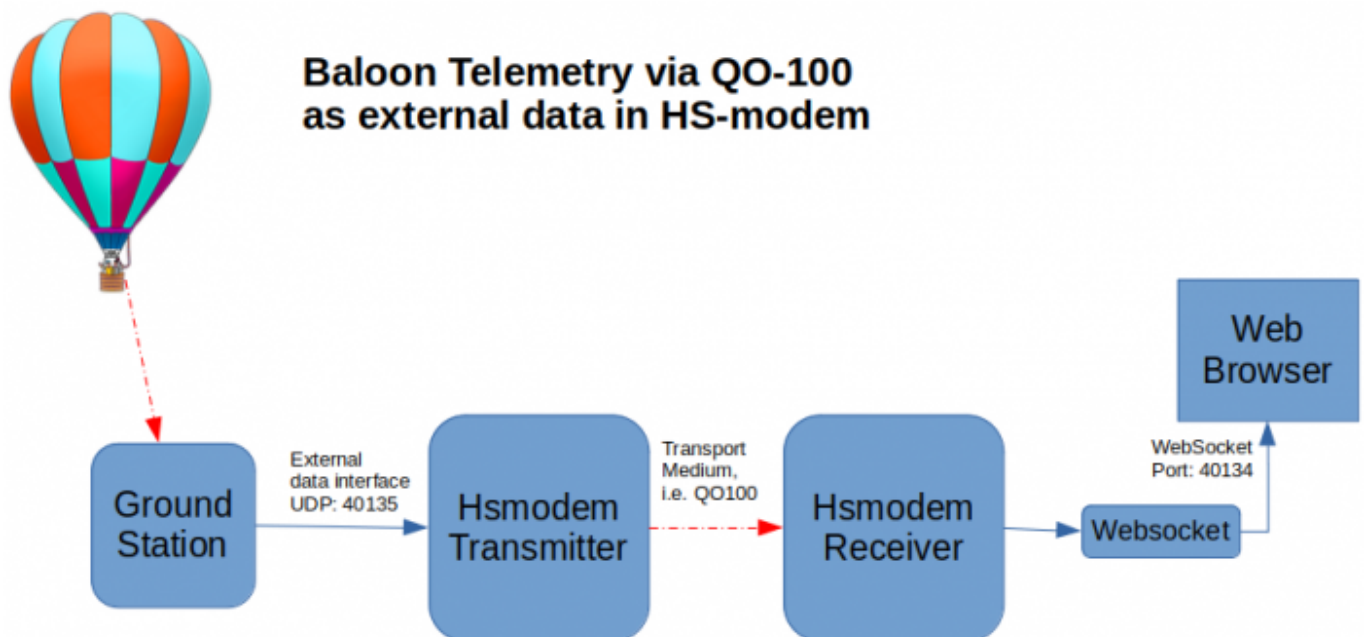 Baloon Telemetry via QO-100
as external data in HS-modem
Web
Browser
Ground
Station
External
data interface
UDP: 40135
Hsmodem
Transmitter
Transport
Medium,
i.e. QO100
Hsmodem
Receiver
Websocket
WebSocket
Port: 40134